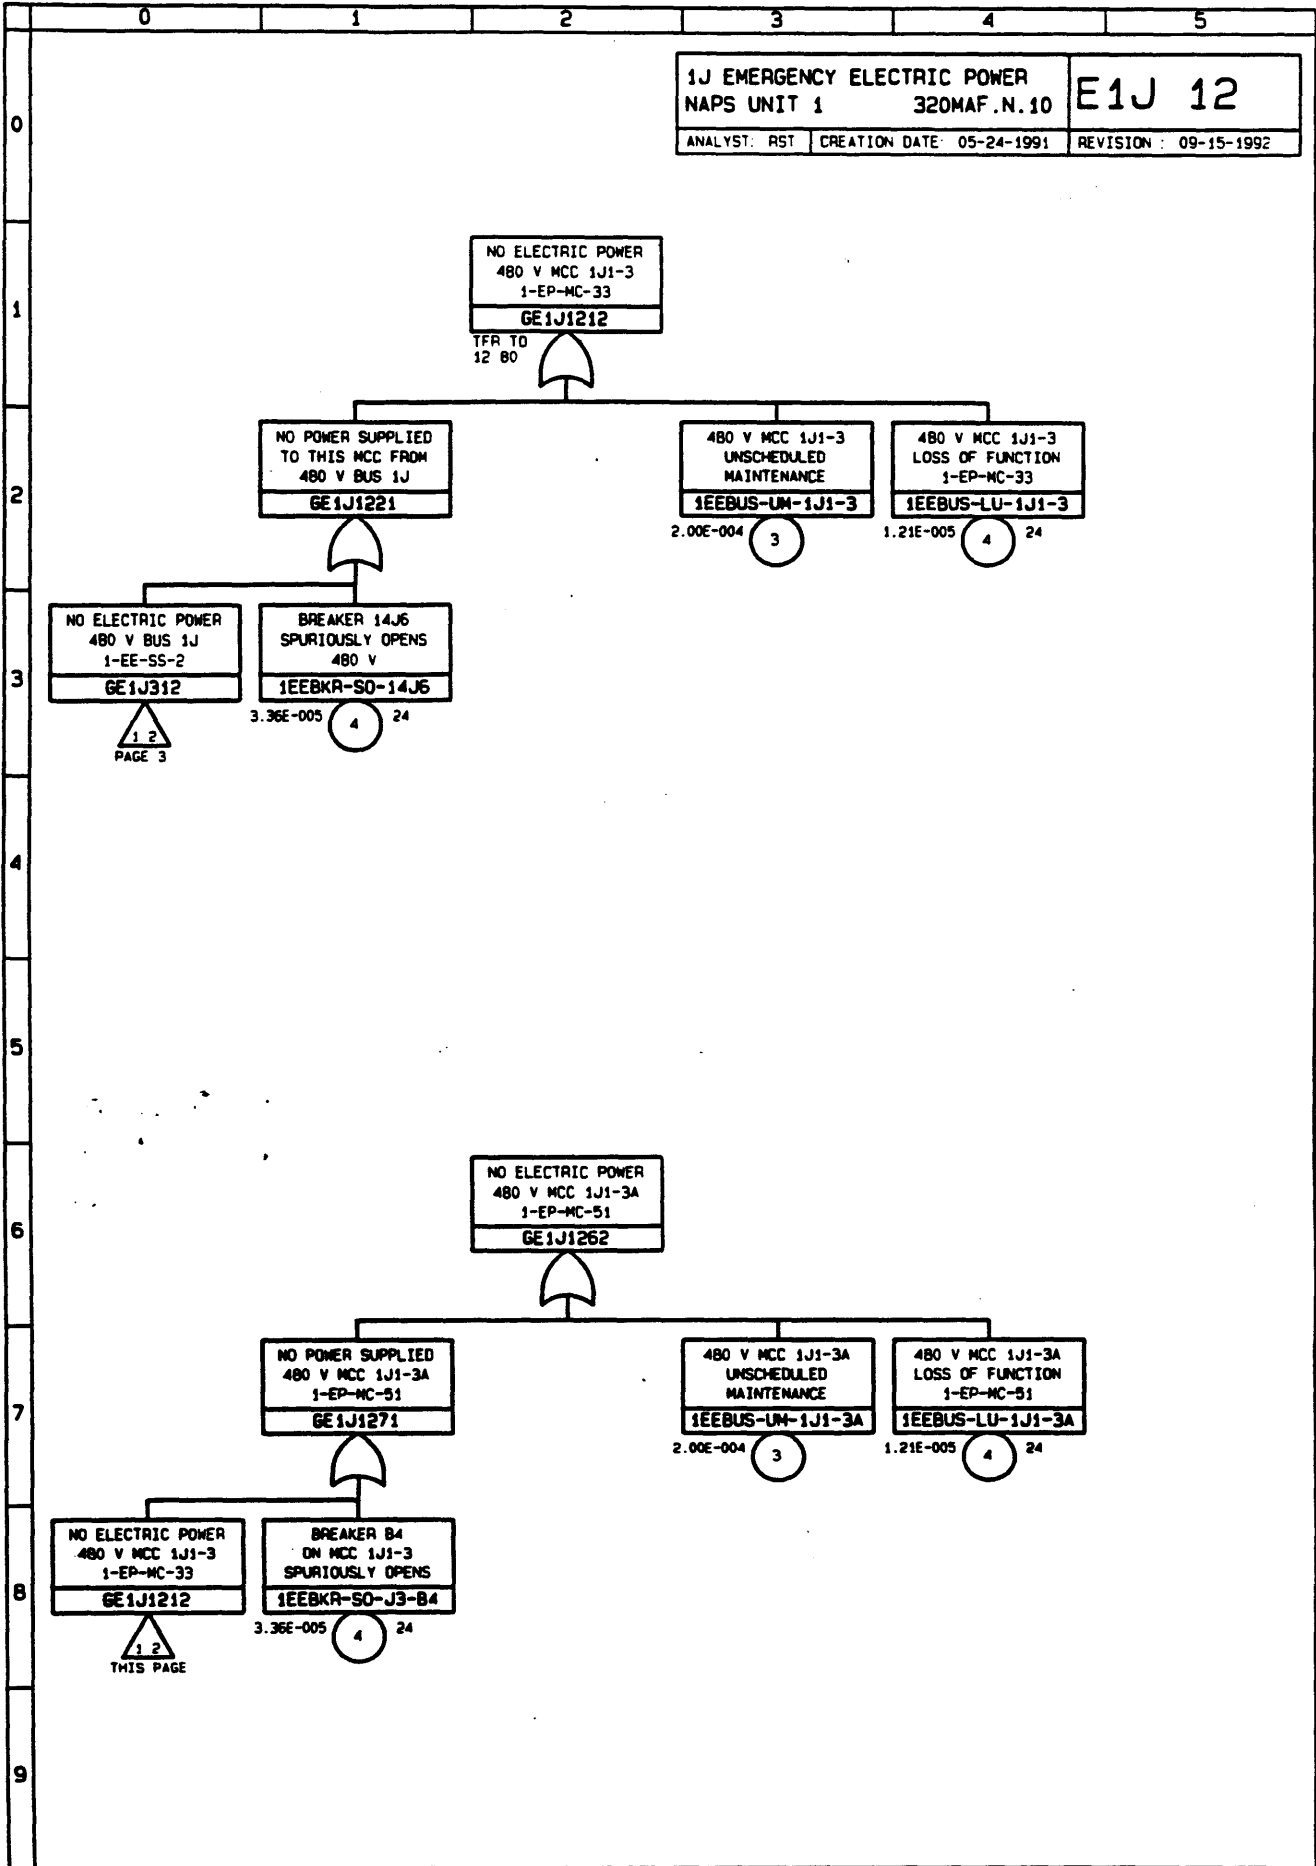 0 1 2 3 4 5
1J EMERGENCY ELECTRIC POWER
NAPS UNIT 1 320MAF.N.10
E1J 12
ANALYST: RST CREATION DATE: 05-24-1991 REVISION : 09-15-1992
0
NO ELECTRIC POWER
480 V MCC 1J1-3
1-EP-MC-33
GE1J1212
TFR TO
12 80
1
NO POWER SUPPLIED
TO THIS MCC FROM
480 V BUS 1J
GE1J1221
480 V MCC 1J1-3
UNSCHEDULED
MAINTENANCE
1EEBUS-UM-1J1-3
2.00E-004 3
480 V MCC 1J1-3
LOSS OF FUNCTION
1-EP-MC-33
1EEBUS-LU-1J1-3
1.21E-005 4 24
2
NO ELECTRIC POWER
480 V BUS 1J
1-EE-SS-2
GE1J312
1 2
PAGE 3
BREAKER 14J6
SPURIOUSLY OPENS
480 V
1EEBKR-SO-14J6
3.36E-005 4 24
3
4
5
NO ELECTRIC POWER
480 V MCC 1J1-3A
1-EP-MC-51
GE1J1262
6
NO POWER SUPPLIED
480 V MCC 1J1-3A
1-EP-MC-51
GE1J1271
480 V MCC 1J1-3A
UNSCHEDULED
MAINTENANCE
1EEBUS-UM-1J1-3A
2.00E-004 3
480 V MCC 1J1-3A
LOSS OF FUNCTION
1-EP-MC-51
1EEBUS-LU-1J1-3A
1.21E-005 4 24
7
NO ELECTRIC POWER
480 V MCC 1J1-3
1-EP-MC-33
GE1J1212
1 2
THIS PAGE
BREAKER B4
ON MCC 1J1-3
SPURIOUSLY OPENS
1EEBKR-SO-J3-B4
3.36E-005 4 24
8
9